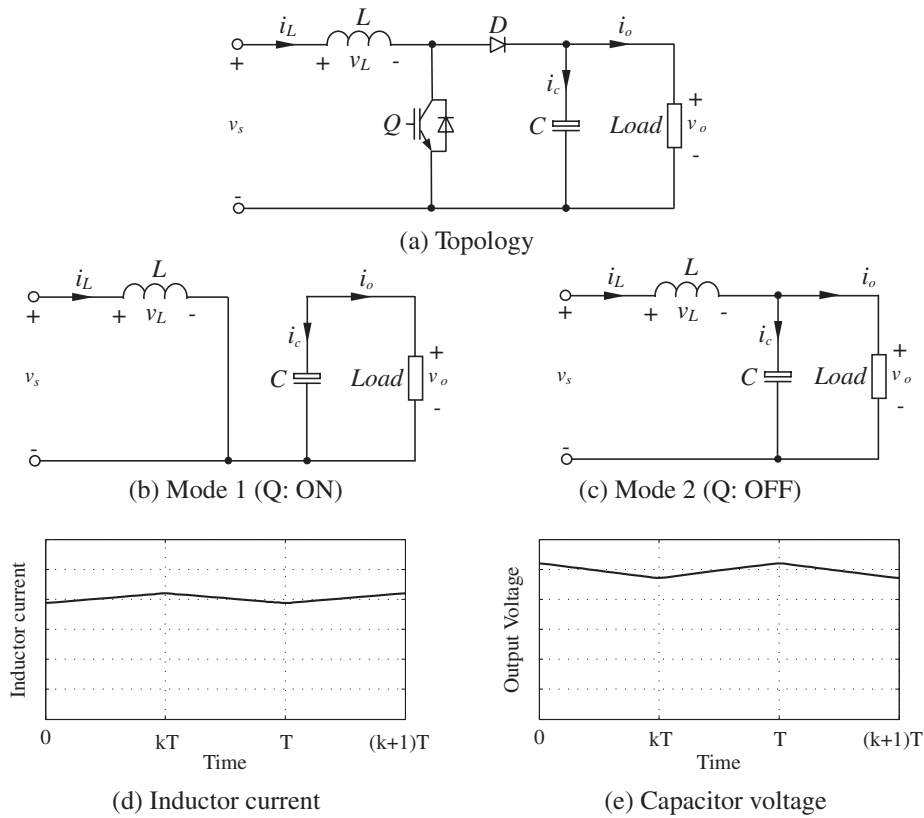 i_L L D i_o
+ + v_L - i_c +
v_s Q C Load v_o
- -
(a) Topology
i_L L i_o
+ + v_L - i_c +
v_s C Load v_o
- -
(b) Mode 1 (Q: ON)
i_L L i_o
+ + v_L - i_c +
v_s C Load v_o
- -
(c) Mode 2 (Q: OFF)
Inductor current
0 kT T (k+1)T
Time
(d) Inductor current
Output Voltage
0 kT T (k+1)T
Time
(e) Capacitor voltage